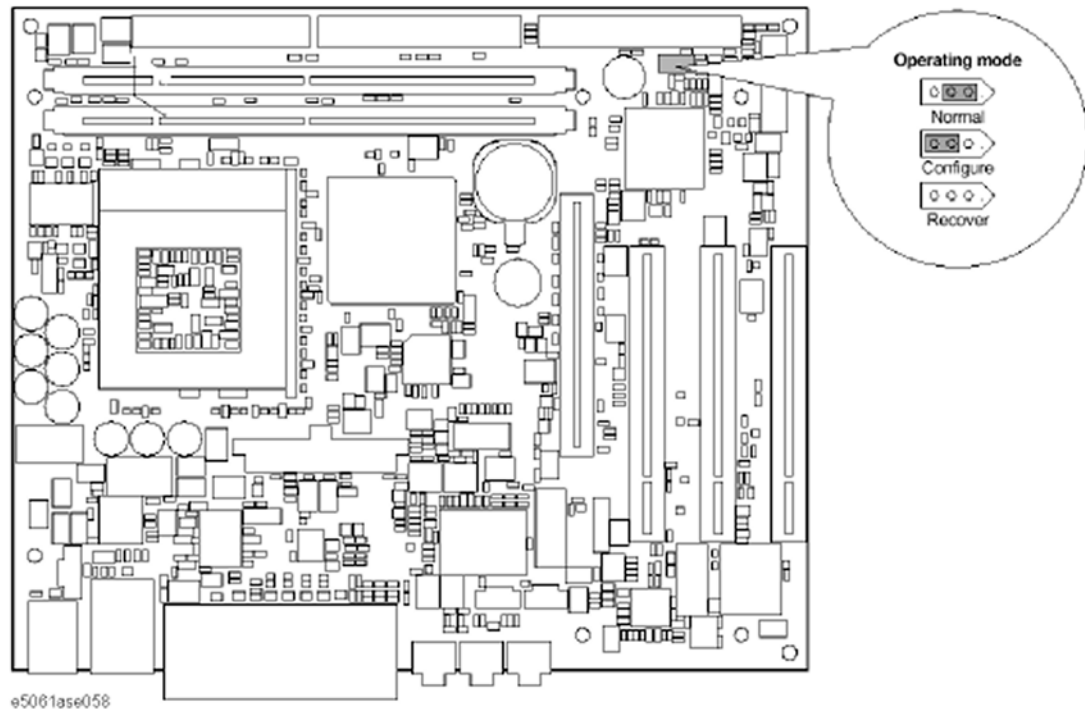 Operating mode
Normal
Configure
Recover
e5061ase058